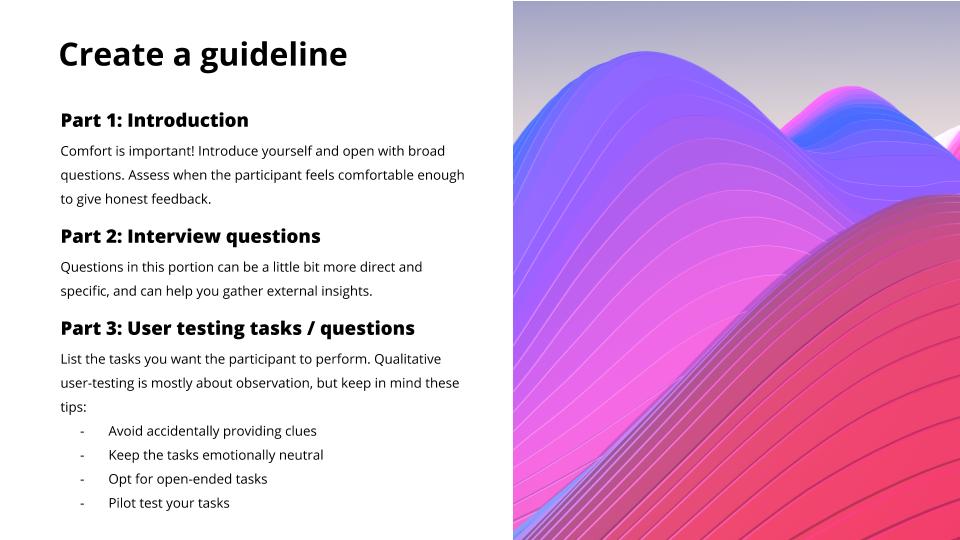 Create a guideline
Part 1: Introduction
Comfort is important! Introduce yourself and open with broad
questions. Assess when the participant feels comfortable enough
to give honest feedback.
Part 2: Interview questions
Questions in this portion can be a little bit more direct and
specific, and can help you gather external insights.
Part 3: User testing tasks / questions
List the tasks you want the participant to perform. Qualitative
user-testing is mostly about observation, but keep in mind these
tips:
- Avoid accidentally providing clues
- Keep the tasks emotionally neutral
- Opt for open-ended tasks
- Pilot test your tasks